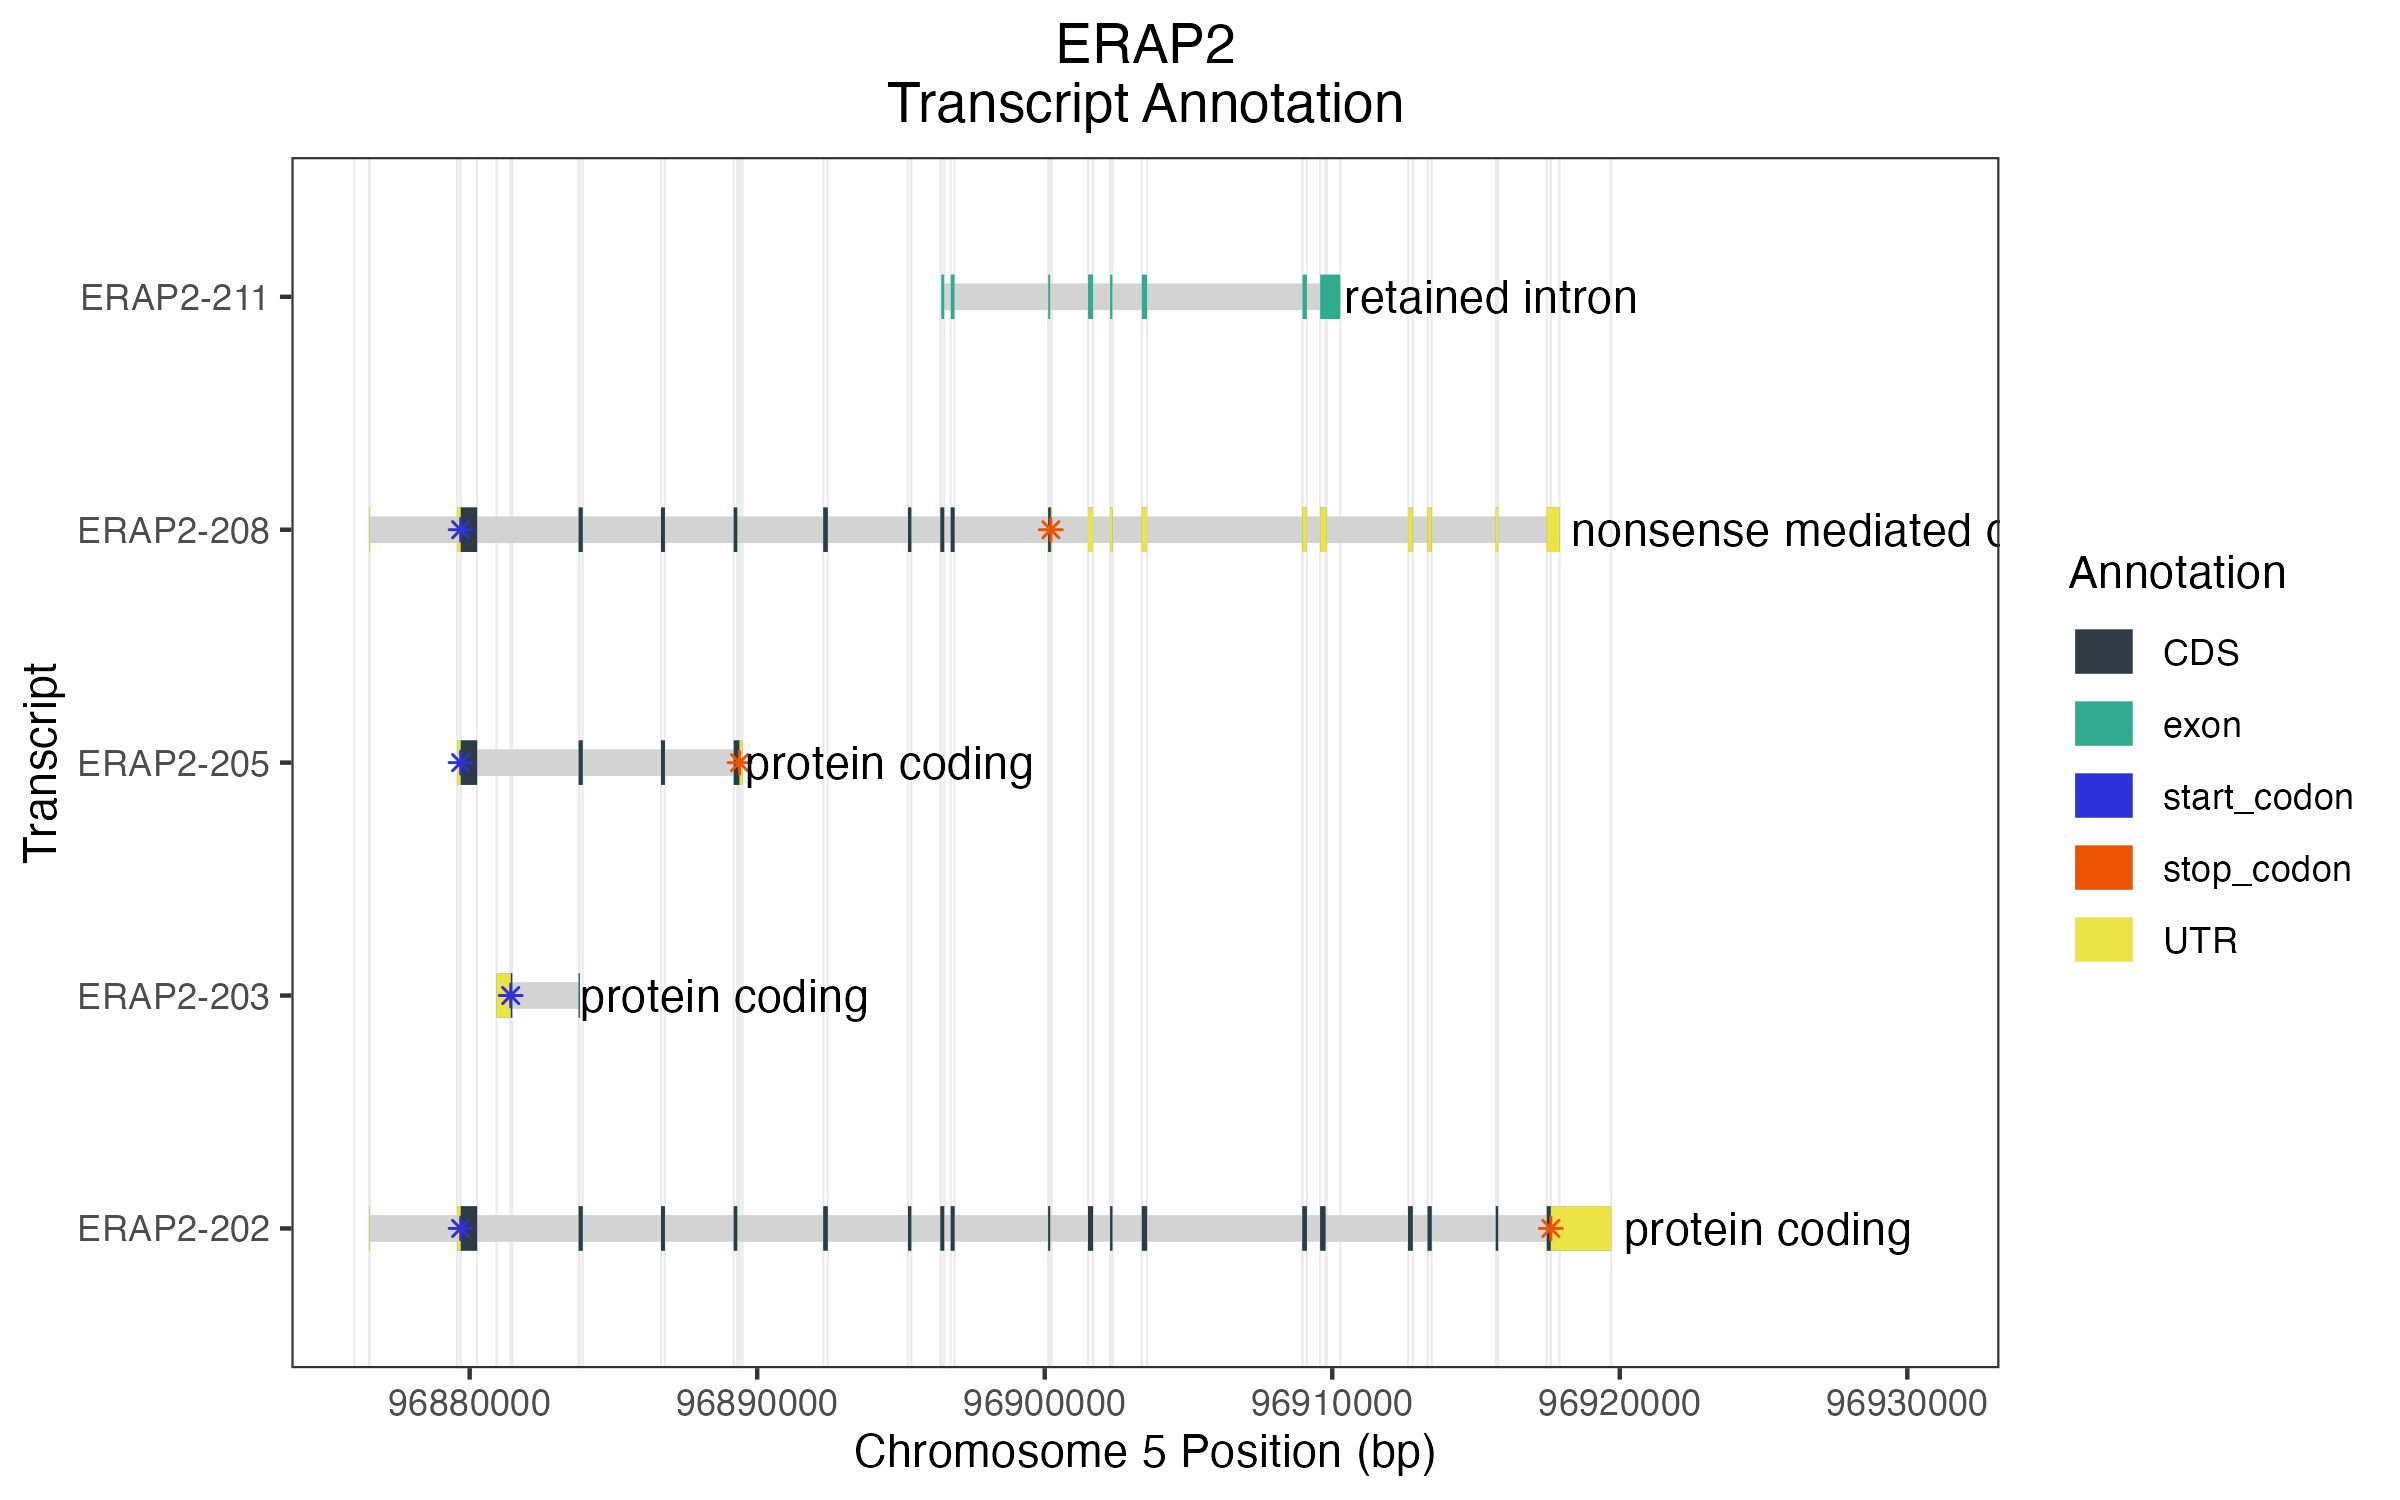 ERAP2
Transcript Annotation
ERAP2-211
retained intron
ERAP2-208
nonsense mediated
ERAP2-205
protein coding
ERAP2-203
protein coding
ERAP2-202
protein coding
Transcript
96880000 96890000 96900000 96910000 96920000 96930000
Chromosome 5 Position (bp)
Annotation
CDS
exon
start_codon
stop_codon
UTR